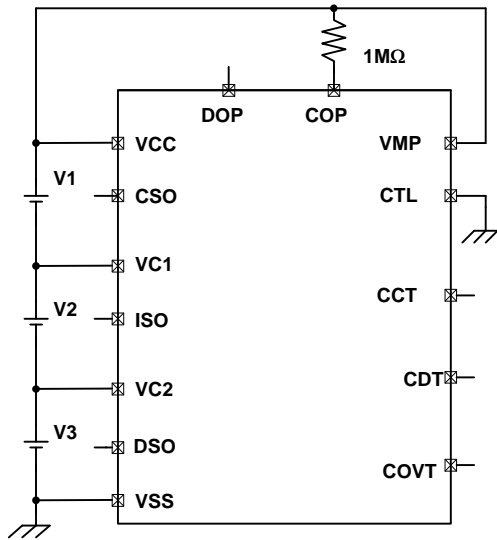 1MΩ
DOP
COP
VCC
VMP
V1
CSO
CTL
VC1
V2
ISO
CCT
VC2
CDT
V3
DSO
COVT
VSS